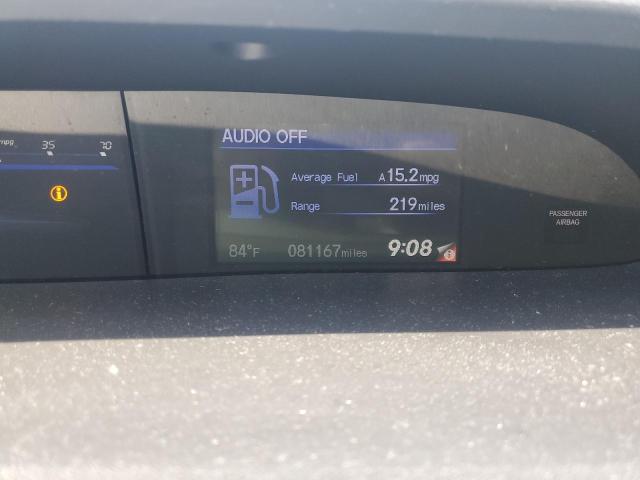 mpg 35 70
AUDIO OFF
Average Fuel A 15.2 mpg
Range 219 miles
84°F 081167 miles 9:08
PASSENGER
AIRBAG